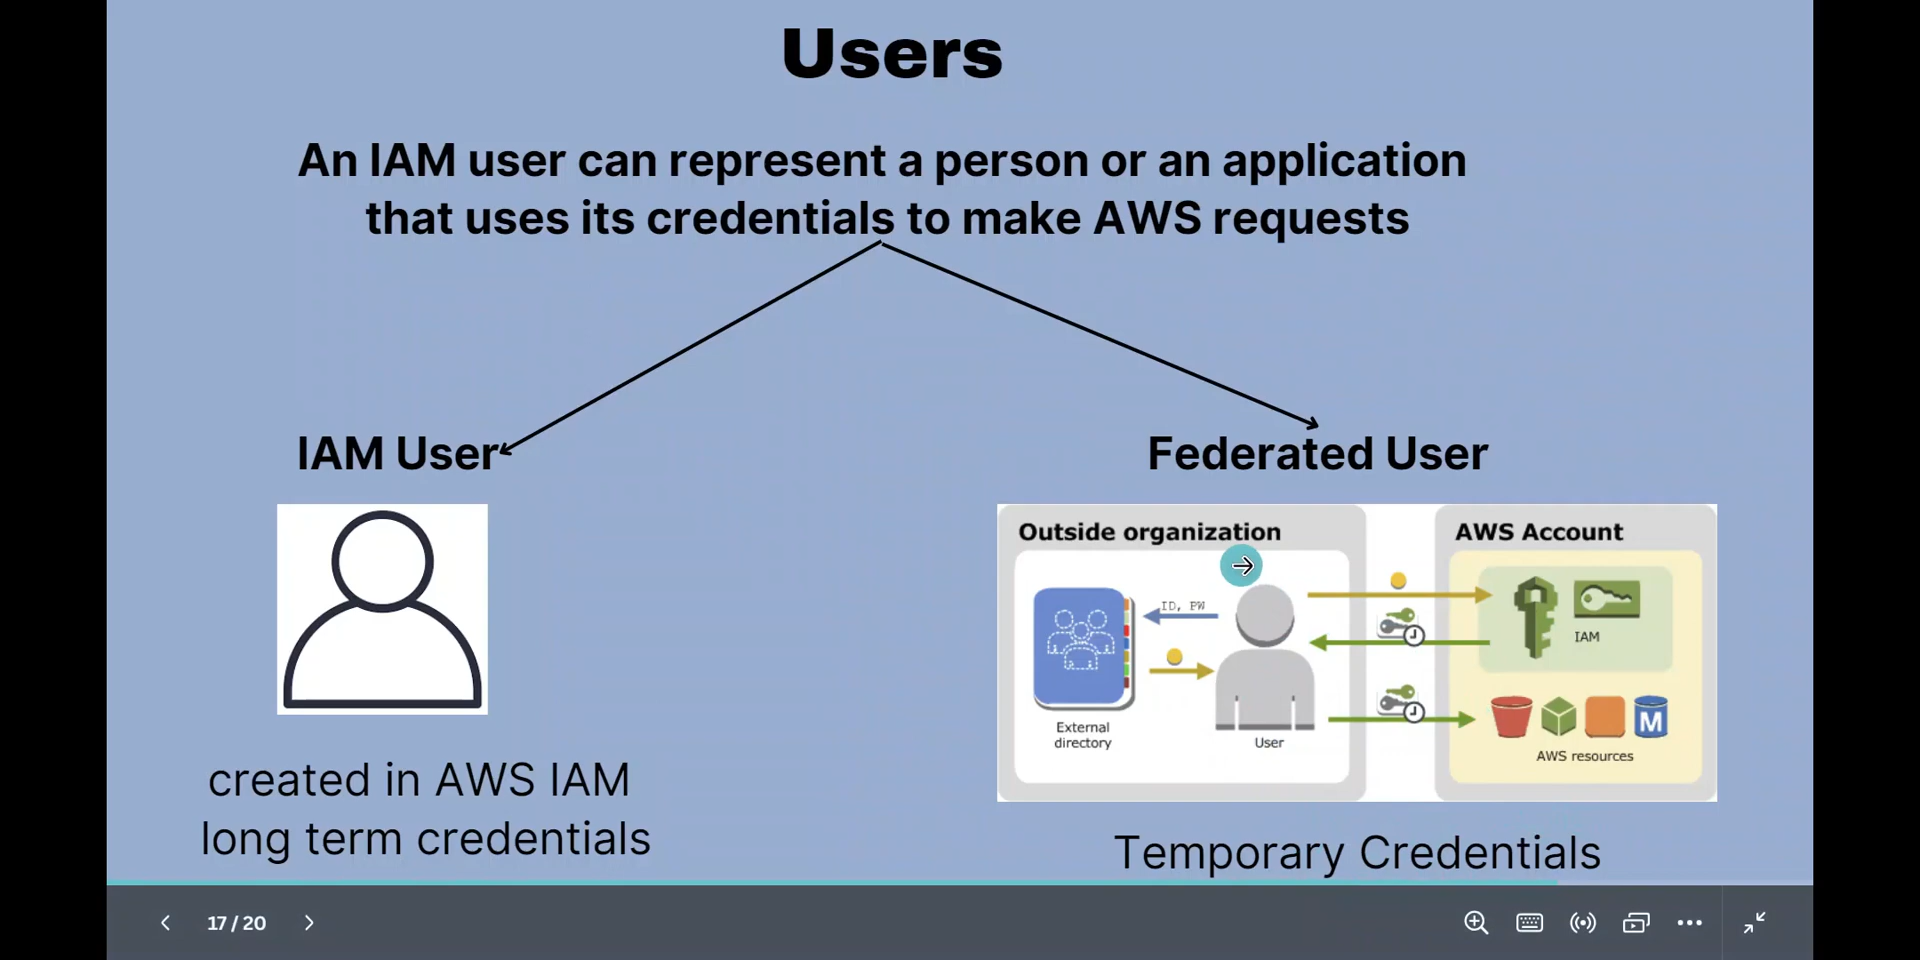 Users
An IAM user can represent a person or an application
that uses its credentials to make AWS requests
IAM User
Federated User
created in AWS IAM
long term credentials
Outside organization
AWS Account
ID, PW
External
directory
User
IAM
M
AWS resources
Temporary Credentials
17 / 20